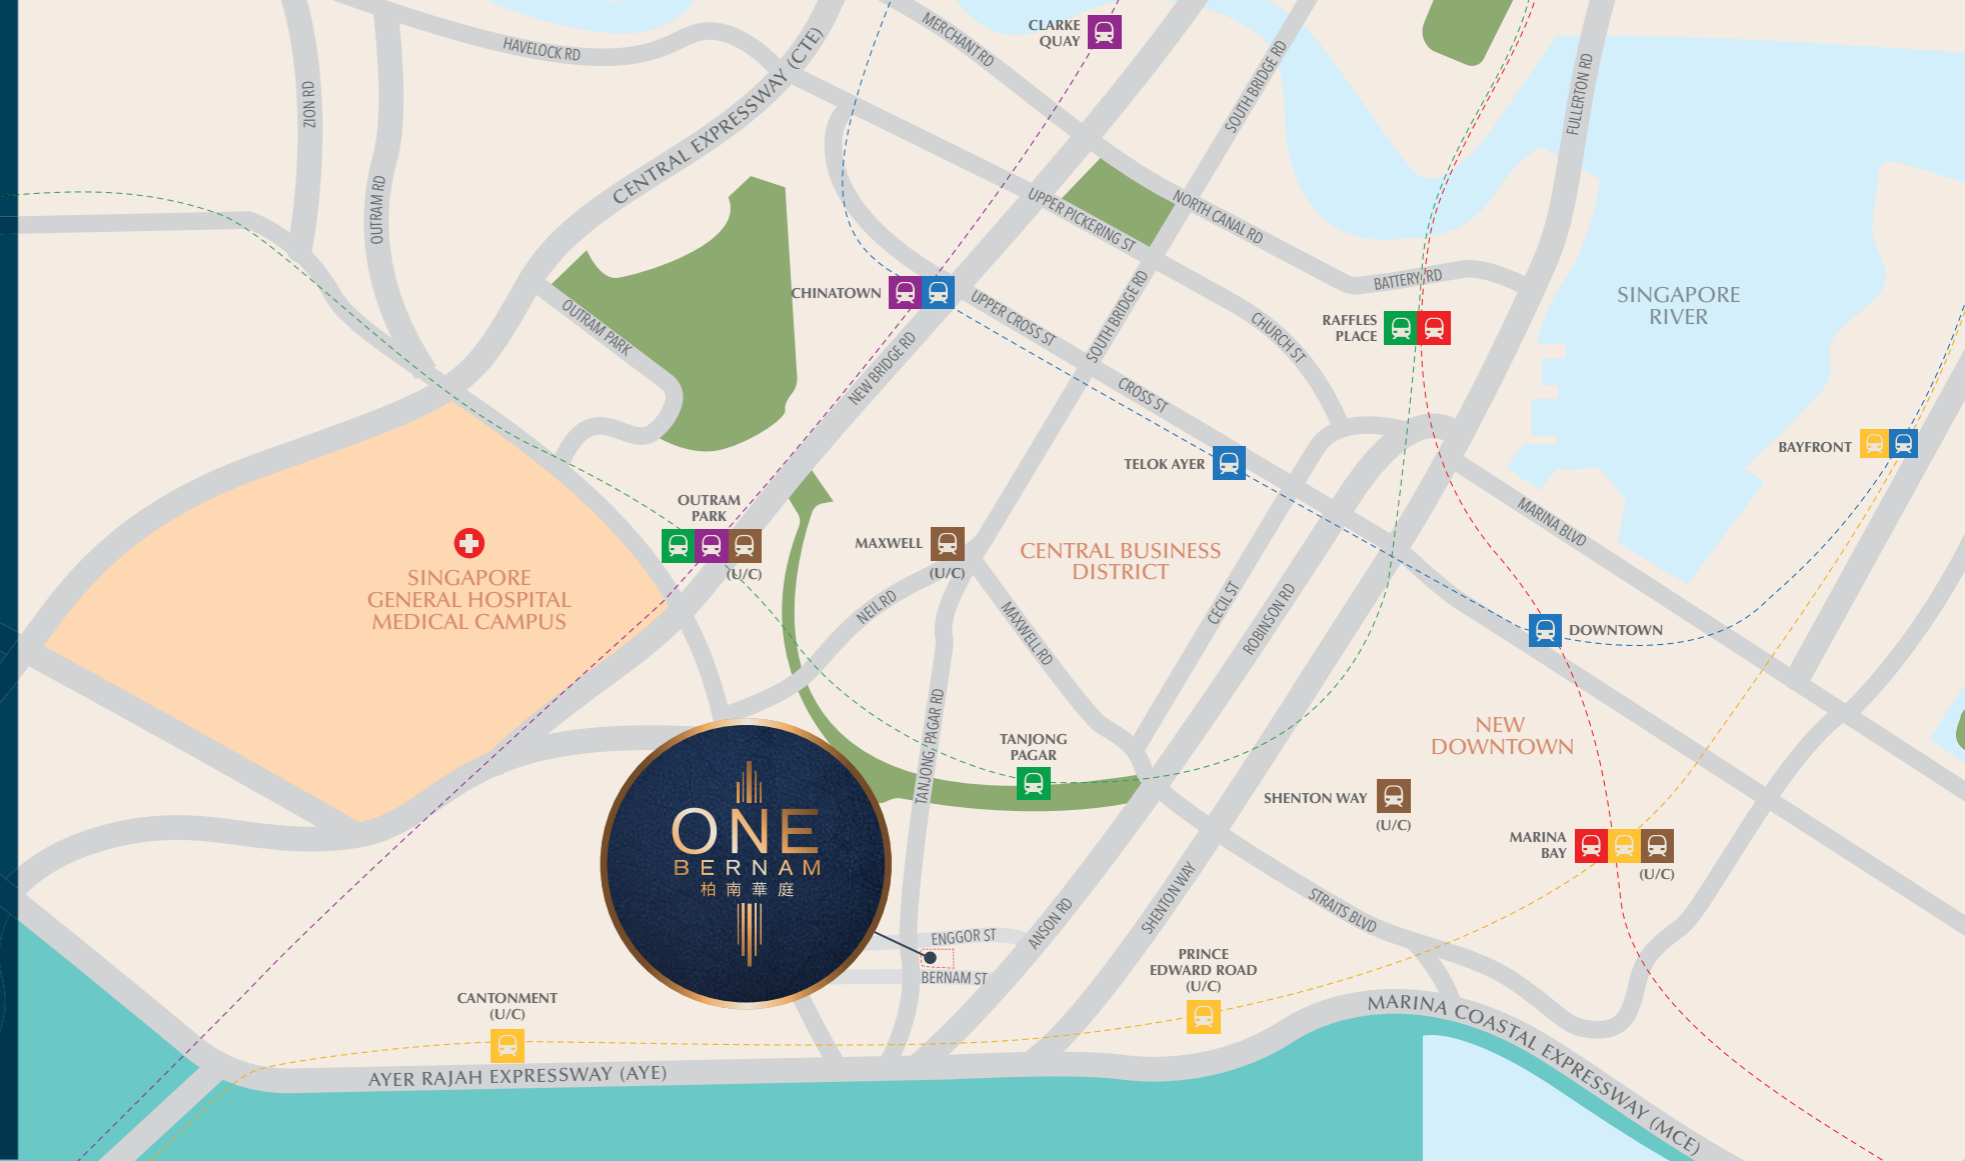 CLARKE
QUAY
MERCHANT RD
HAVELOCK RD
CENTRAL EXPRESSWAY (CTE)
ZION RD
OUTRAM RD
SOUTH BRIDGE RD
FULLERTON RD
UPPER PICKERING ST
NORTH CANAL RD
BATTERY RD
CHINATOWN
UPPER CROSS ST
SOUTH BRIDGE RD
CHURCH ST
RAFFLES
PLACE
SINGAPORE
RIVER
OUTRAM PARK
NEW BRIDGE RD
CROSS ST
TELOK AYER
BAYFRONT
OUTRAM
PARK
(U/C)
MAXWELL
(U/C)
CENTRAL BUSINESS
DISTRICT
MARINA BLVD
SINGAPORE
GENERAL HOSPITAL
MEDICAL CAMPUS
NEIL RD
MAXWELL RD
CECIL ST
ROBINSON RD
DOWNTOWN
TANJONG PAGAR RD
TANJONG
PAGAR
NEW
DOWNTOWN
SHENTON WAY
(U/C)
MARINA
BAY
(U/C)
ONE
BERNAM
柏南華庭
ENGGOR ST
BERNAM ST
ANSON RD
SHENTON WAY
STRAITS BLVD
PRINCE
EDWARD ROAD
(U/C)
CANTONMENT
(U/C)
AYER RAJAH EXPRESSWAY (AYE)
MARINA COASTAL EXPRESSWAY (MCE)